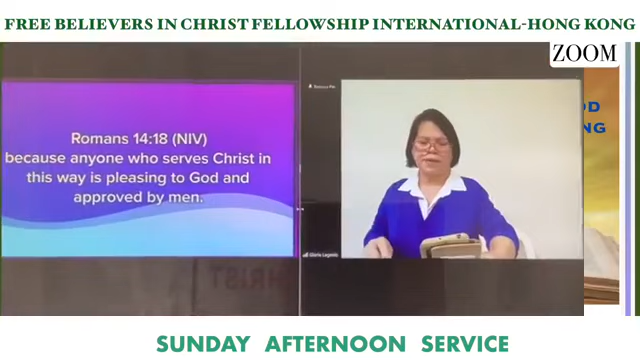 FREE BELIEVERS IN CHRIST FELLOWSHIP INTERNATIONAL-HONG KONG
ZOOM
Romans 14:18 (NIV)
because anyone who serves Christ in
this way is pleasing to God and
approved by men.
SUNDAY AFTERNOON SERVICE